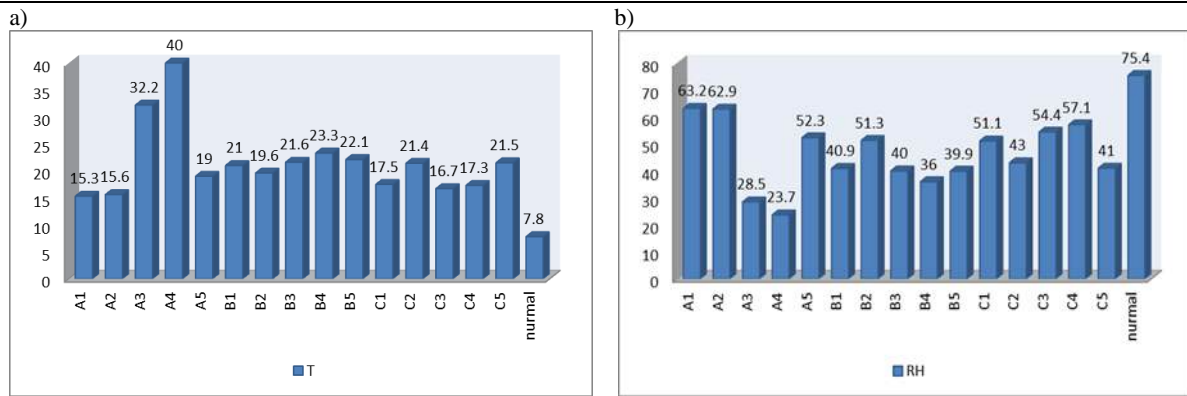 a)
40
40
35
32.2
30
25
23.3
21.6
22.1
21.4
21.5
21
19.6
19
20
17.5
16.7
17.3
15.3
15.6
15
10
7.8
5
0
A1
A2
A3
A4
A5
B1
B2
B3
B4
B5
C1
C2
C3
C4
C5
nurmal
T
b)
80
75.4
70
63.2
62.9
60
57.1
54.4
52.3
51.3
51.1
50
43
40.9
40
39.9
41
40
36
30
28.5
23.7
20
10
0
A1
A2
A3
A4
A5
B1
B2
B3
B4
B5
C1
C2
C3
C4
C5
nurmal
RH